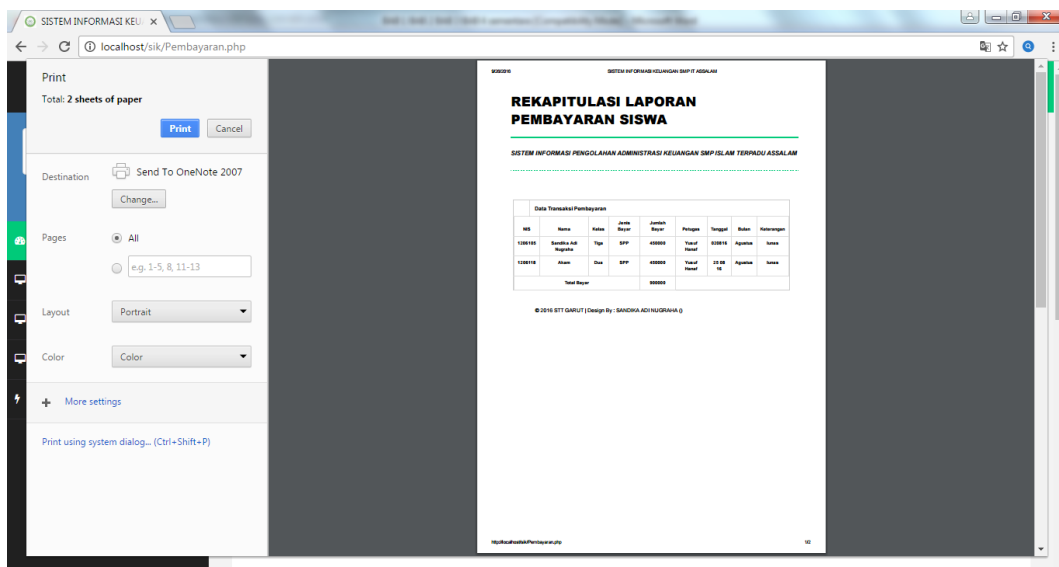 SISTEM INFORMASI KEU
localhost/sik/Pembayaran.php
Print
Total: 2 sheets of paper
Print Cancel
Destination Send To OneNote 2007
Change...
Pages All
e.g. 1-5, 8, 11-13
Layout Portrait
Color Color
More settings
Print using system dialog... (Ctrl+Shift+P)
SISTEM INFORMASI KEUANGAN SMP IT ASSALAM
REKAPITULASI LAPORAN
PEMBAYARAN SISWA
SISTEM INFORMASI PENGOLAHAN ADMINISTRASI KEUANGAN SMP ISLAM TERPADU ASSALAM
Data Transaksi Pembayaran
NIS Nama Kelas Jenis Bayar Jumlah Bayar Petugas Tanggal Bulan Keterangan
Sandika Adi Nugraha Tiga SPP 450000 Yusuf Hanaf Agustus lunas
Dua SPP 450000 Yusuf Hanaf Agustus lunas
Total Bayar 900000
© 2016 STT GARUT | Design By : SANDIKA ADI NUGRAHA ()
http://localhost/sik/Pembayaran.php 1/2